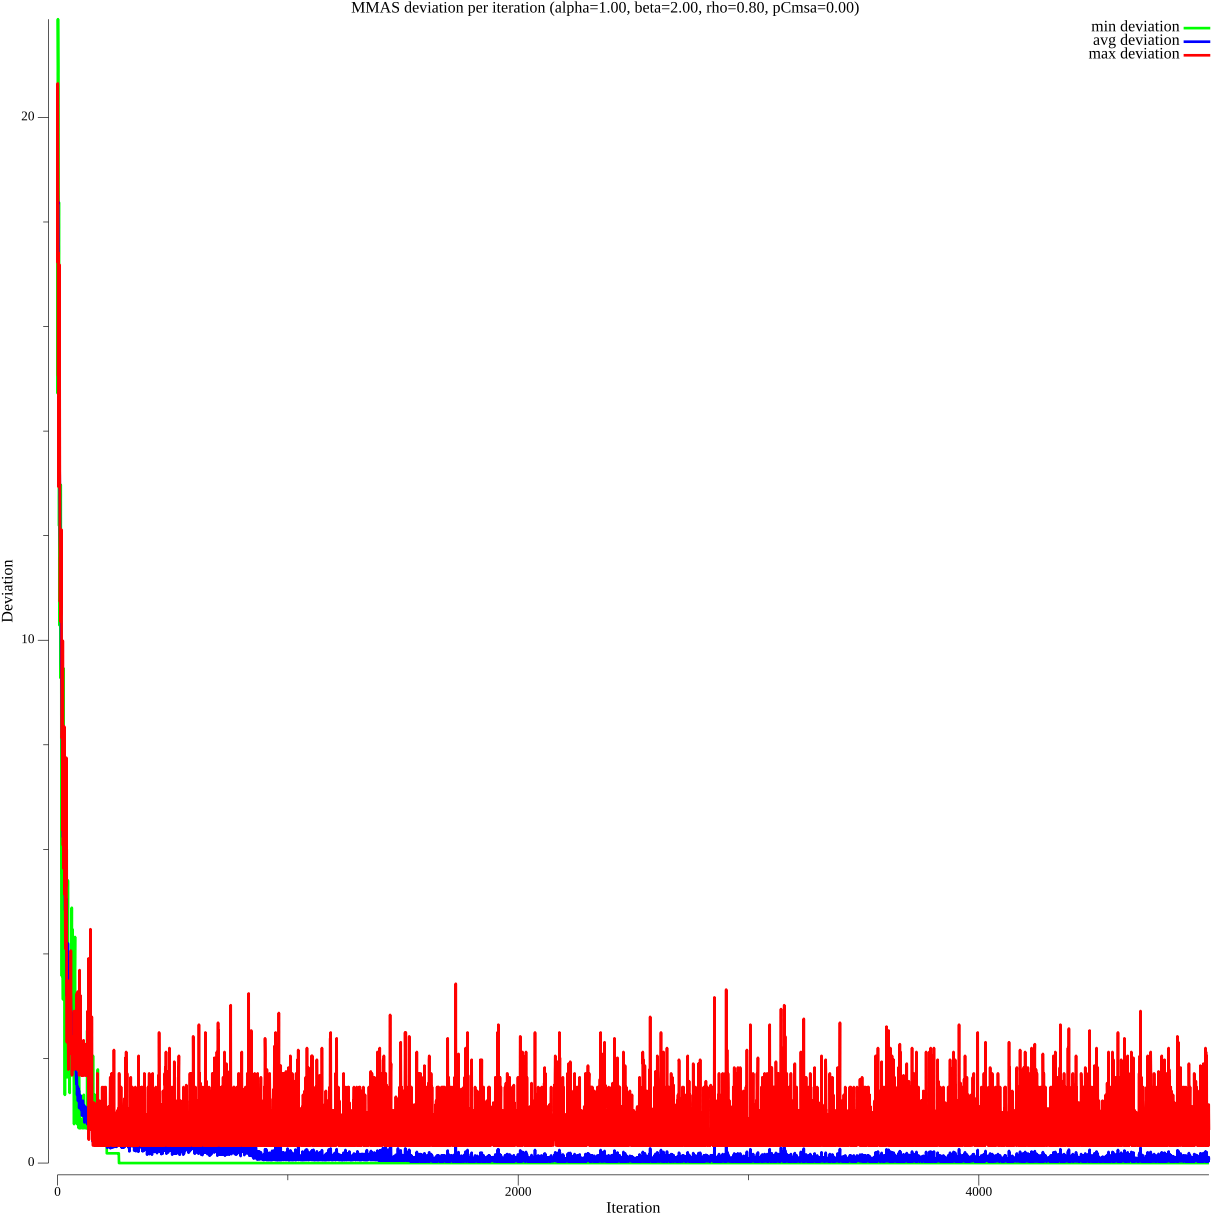 MMAS deviation per iteration (alpha=1.00, beta=2.00, rho=0.80, pCmsa=0.00)
min deviation
avg deviation
max deviation
20
10
0
Deviation
0
2000
4000
Iteration